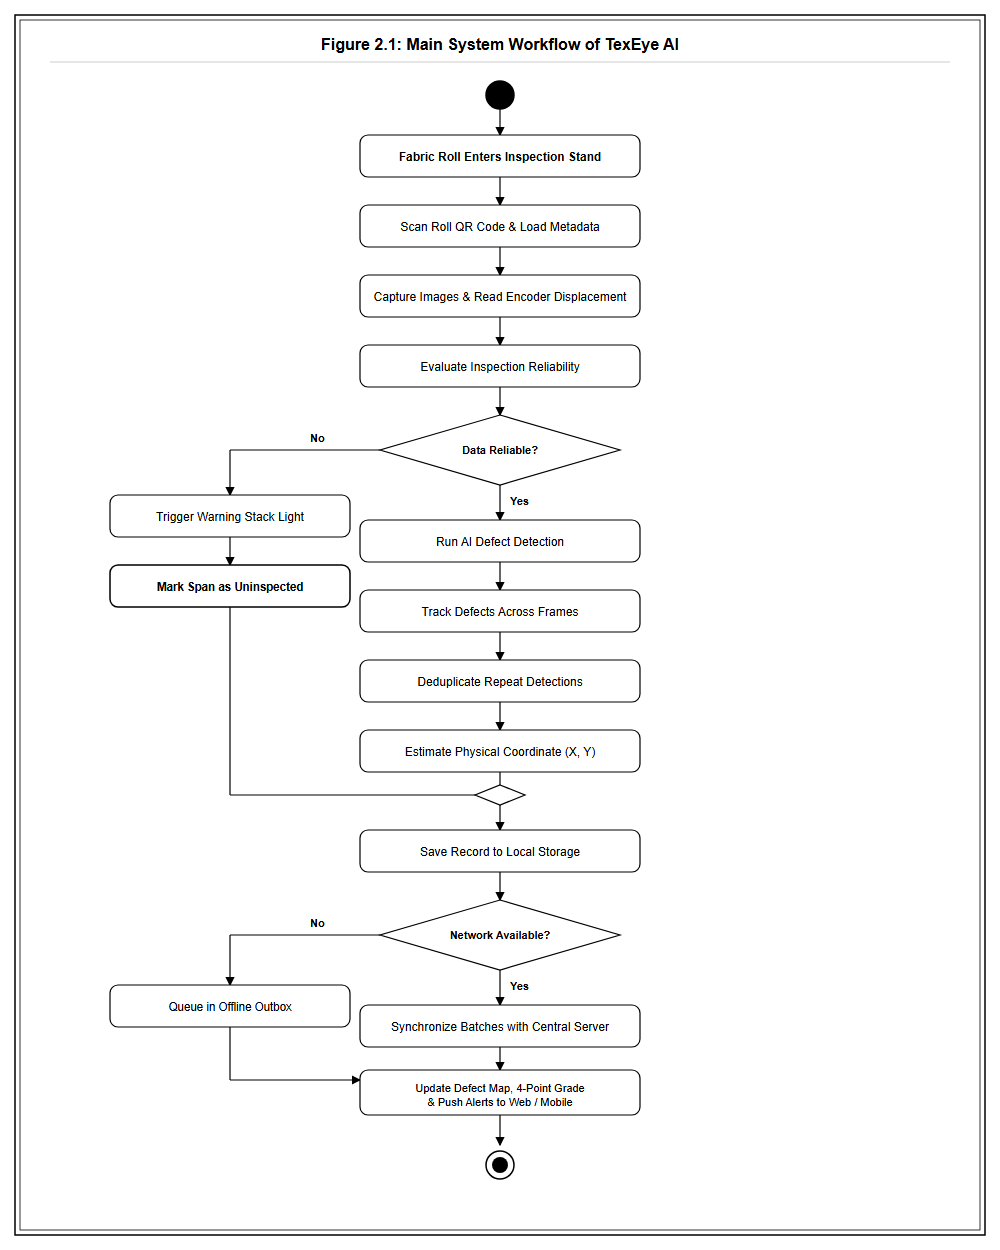 Figure 2.1: Main System Workflow of TexEye AI
Fabric Roll Enters Inspection Stand
Scan Roll QR Code & Load Metadata
Capture Images & Read Encoder Displacement
Evaluate Inspection Reliability
Data Reliable?
No
Yes
Trigger Warning Stack Light
Mark Span as Uninspected
Run AI Defect Detection
Track Defects Across Frames
Deduplicate Repeat Detections
Estimate Physical Coordinate (X, Y)
Save Record to Local Storage
Network Available?
No
Yes
Queue in Offline Outbox
Synchronize Batches with Central Server
Update Defect Map, 4-Point Grade
& Push Alerts to Web / Mobile